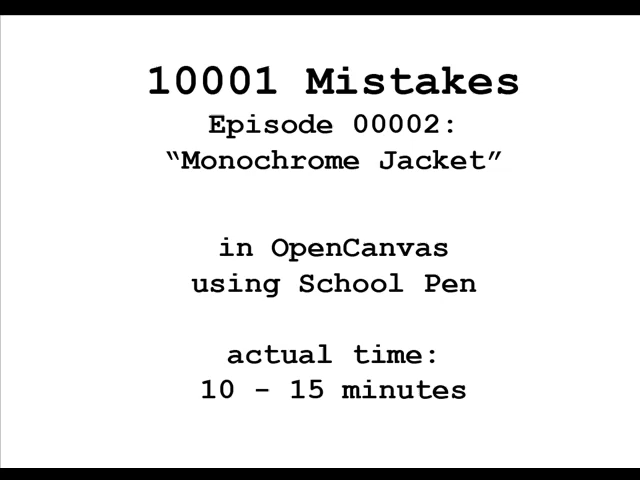 10001 Mistakes
Episode 00002:
“Monochrome Jacket”
in OpenCanvas
using School Pen
actual time:
10 – 15 minutes